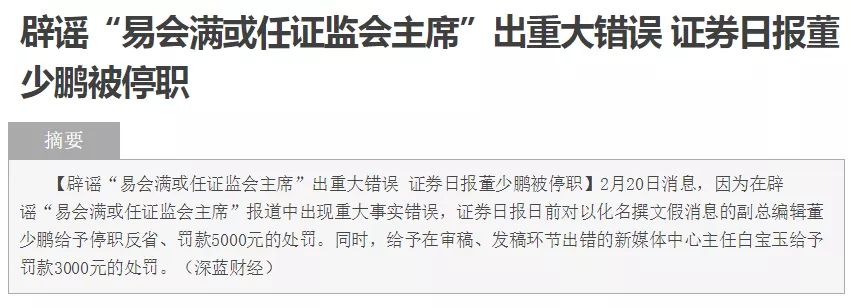 辟谣“易会满或任证监会主席”出重大错误 证券日报董
少鹏被停职
摘要
【辟谣“易会满或任证监会主席”出重大错误 证券日报董少鹏被停职】2月20日消息，因为在辟
谣“易会满或任证监会主席”报道中出现重大事实错误，证券日报日前对以化名撰文假消息的副总编辑董
少鹏给予停职反省、罚款5000元的处罚。同时，给予在审稿、发稿环节出错的新媒体中心主任白宝玉给予
罚款3000元的处罚。（深蓝财经）